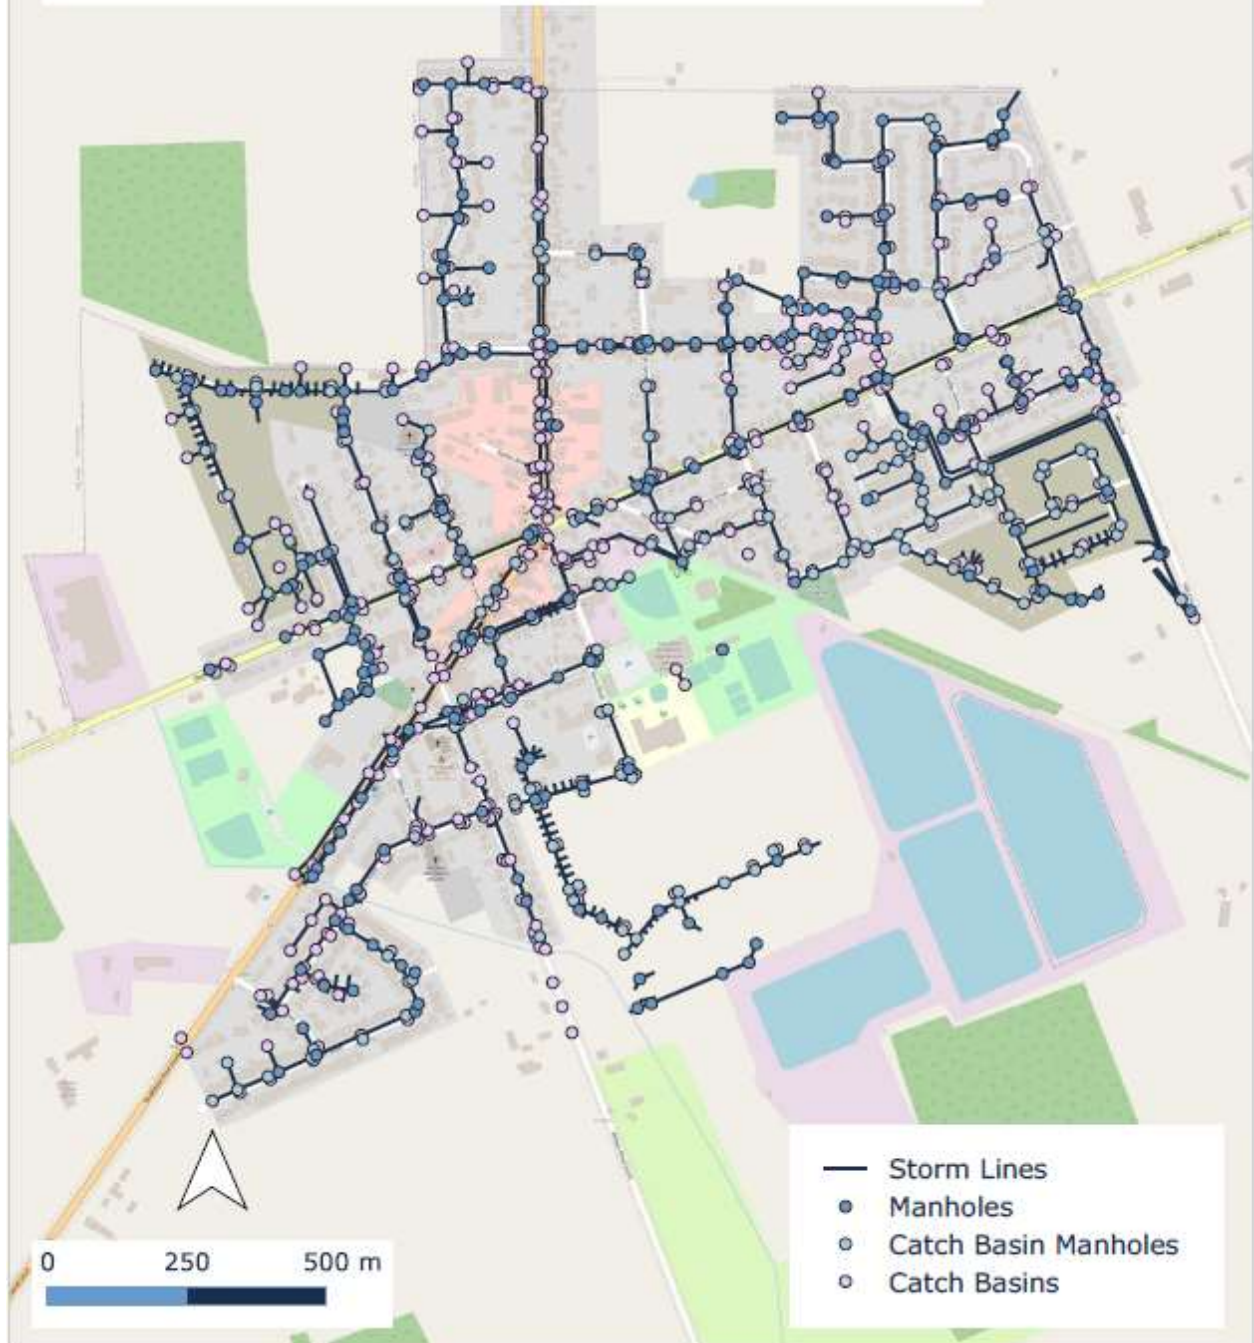 0 250 500 m
Storm Lines
Manholes
Catch Basin Manholes
Catch Basins